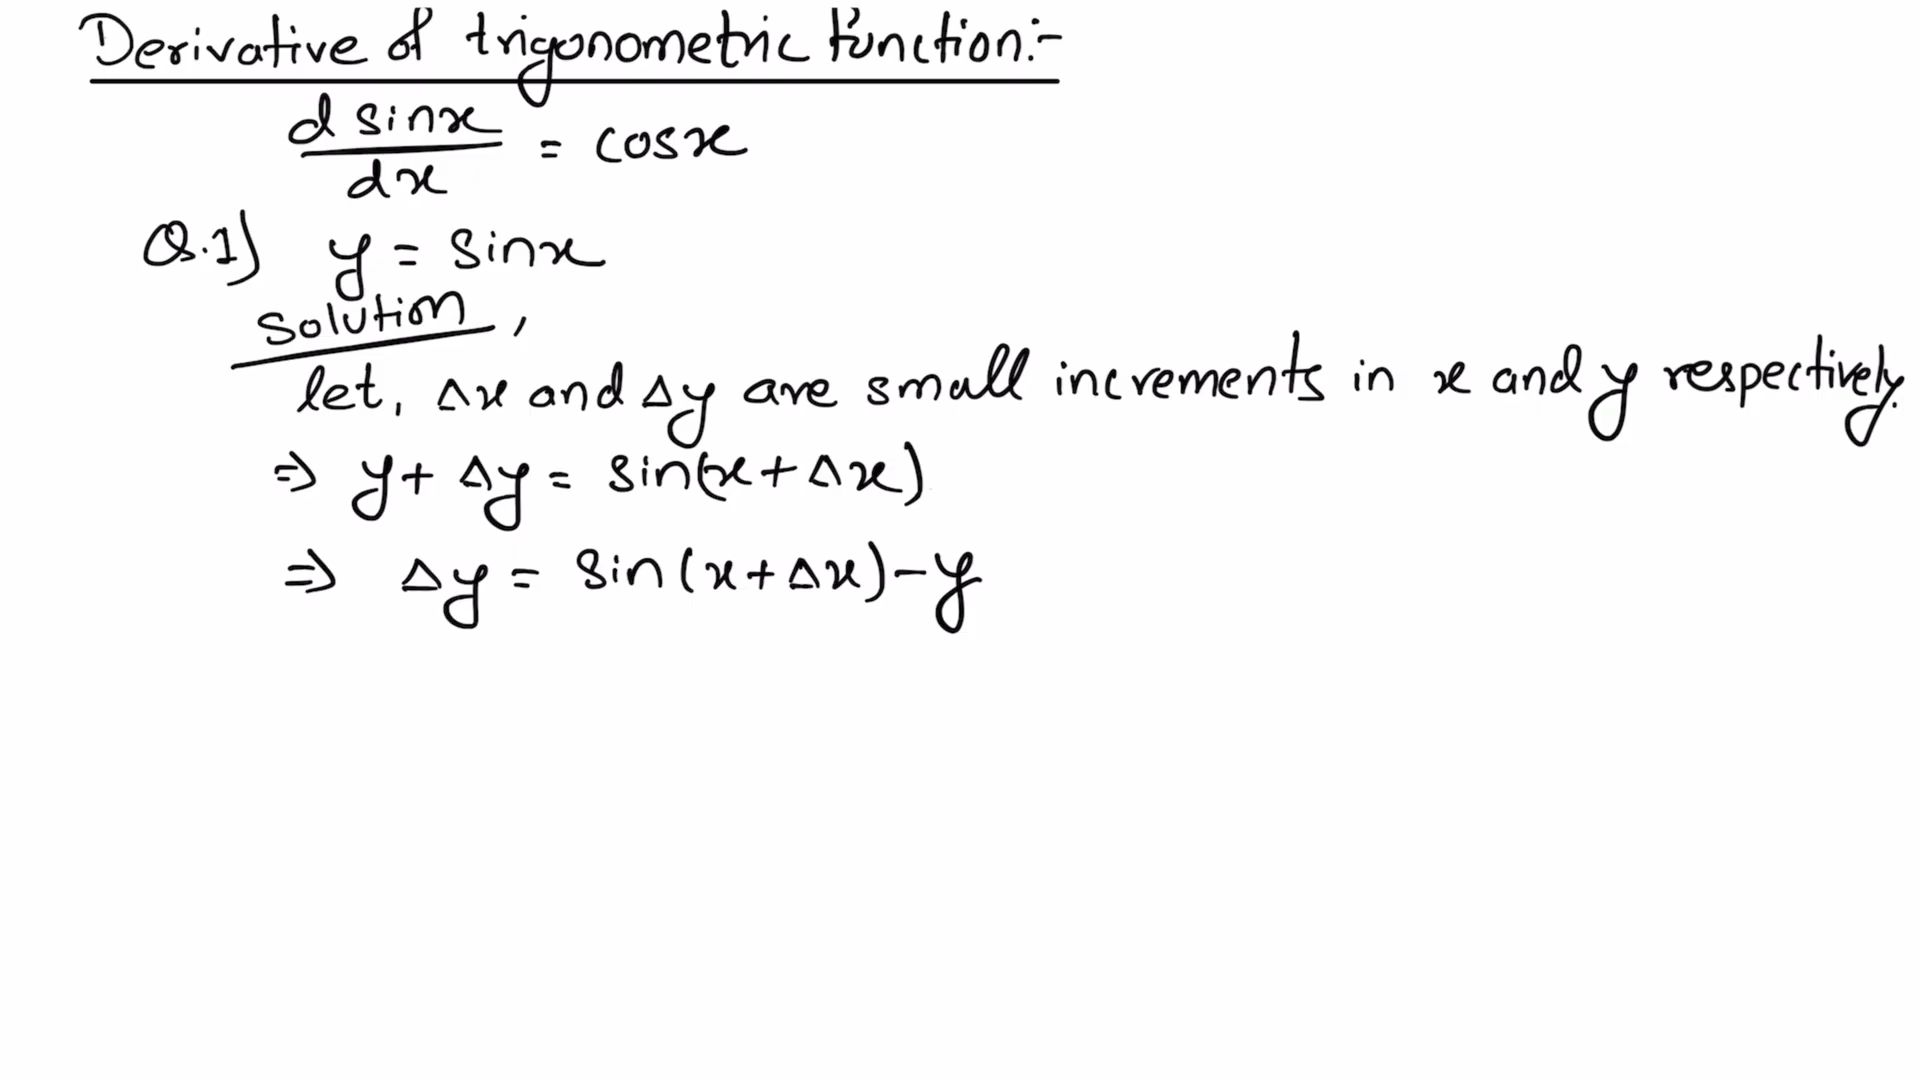 Derivative of trigonometric function:-
d sinx / dx = cosx
Q.1) y = sinx
Solution,
let, Δx and Δy are small increments in x and y respectively.
⇒ y + Δy = sin(x + Δx)
⇒ Δy = sin(x + Δx) - y